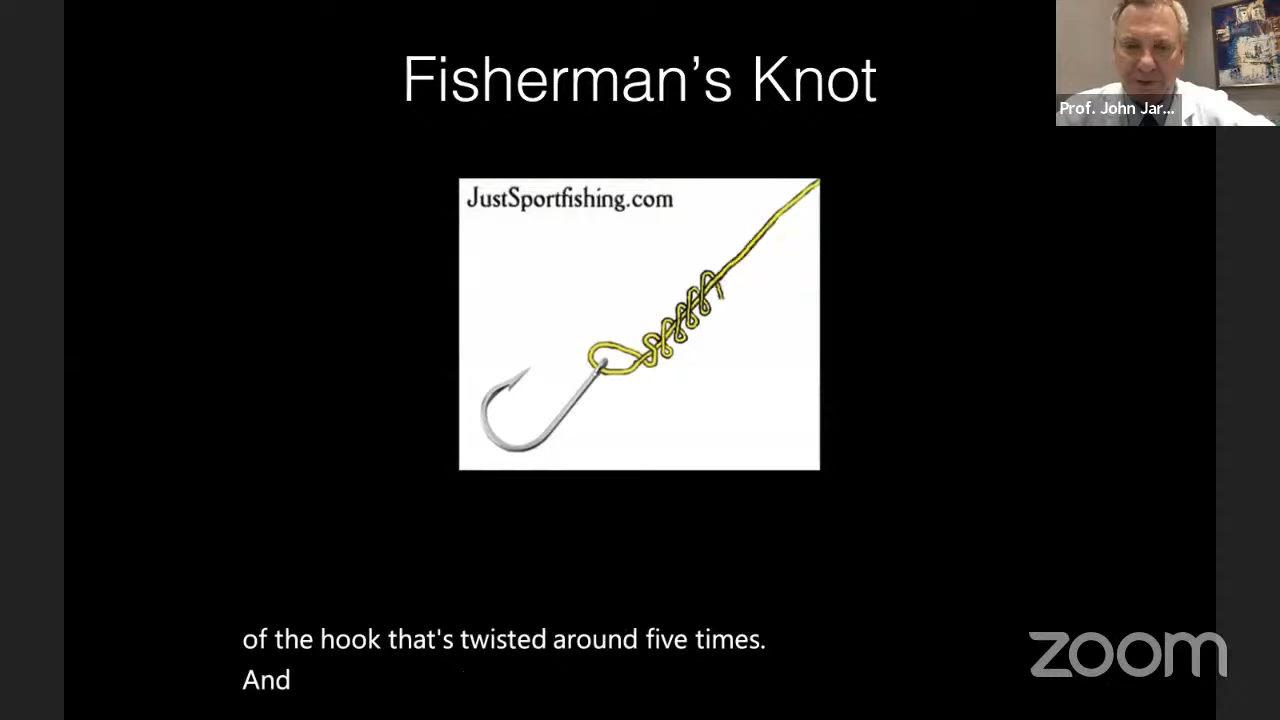 Fisherman’s Knot
Prof. John Jar...
JustSportfishing.com
of the hook that's twisted around five times.
And
zoom